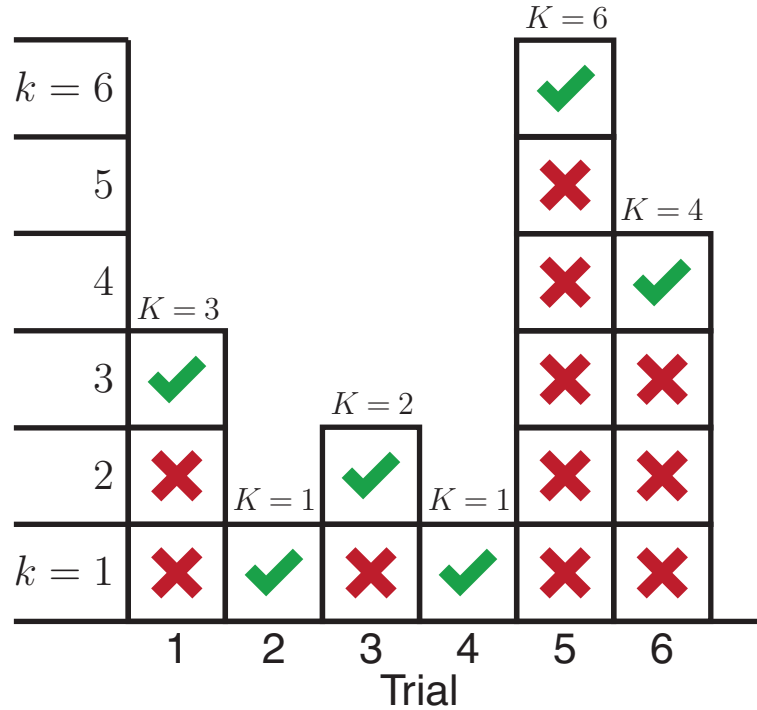 K = 6
k = 6
5
K = 4
4
K = 3
3
K = 2
2
K = 1
K = 1
k = 1
1 2 3 4 5 6
Trial